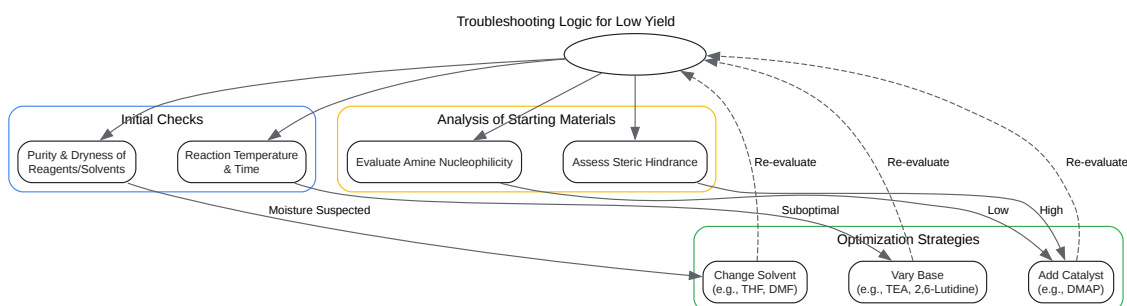 Troubleshooting Logic for Low Yield
Initial Checks
Analysis of Starting Materials
Purity & Dryness of
Reagents/Solvents
Reaction Temperature
& Time
Evaluate Amine Nucleophilicity
Assess Steric Hindrance
Re-evaluate
Re-evaluate
Re-evaluate
Moisture Suspected
Suboptimal
Low
High
Optimization Strategies
Change Solvent
(e.g., THF, DMF)
Vary Base
(e.g., TEA, 2,6-Lutidine)
Add Catalyst
(e.g., DMAP)